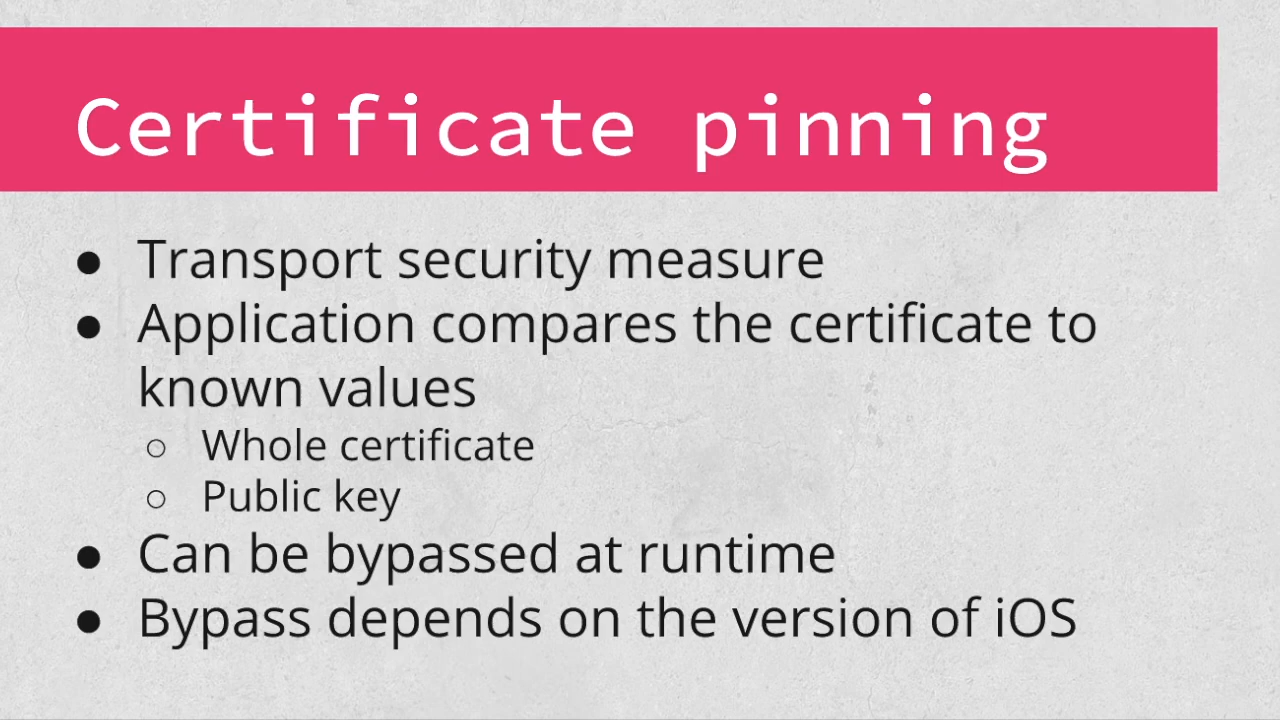 Certificate pinning
● Transport security measure
● Application compares the certificate to
known values
○ Whole certificate
○ Public key
● Can be bypassed at runtime
● Bypass depends on the version of iOS